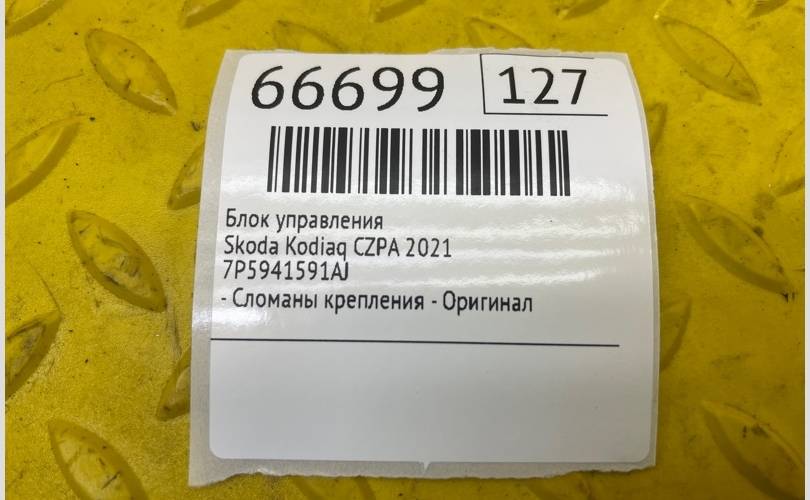 66699 127
Блок управления
Skoda Kodiaq CZPA 2021
7P5941591AJ
- Сломаны крепления - Оригинал